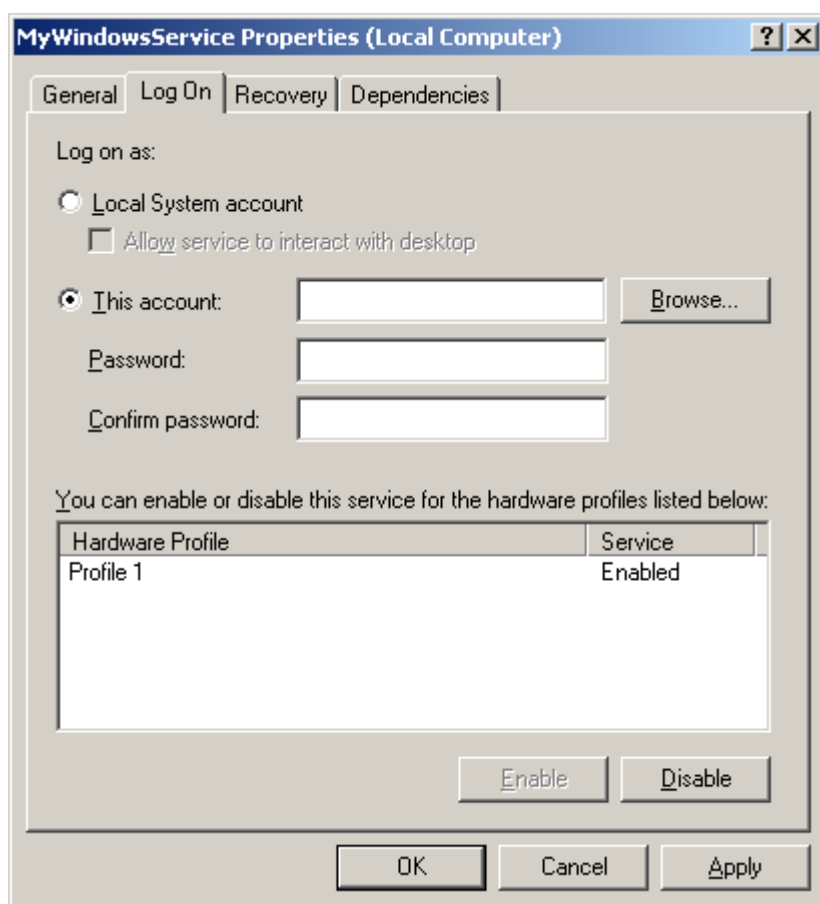 MyWindowsService Properties (Local Computer)
General Log On Recovery Dependencies
Log on as:
Local System account
Allow service to interact with desktop
This account: Browse...
Password:
Confirm password:
You can enable or disable this service for the hardware profiles listed below:
Hardware Profile Service
Profile 1 Enabled
Enable Disable
OK Cancel Apply